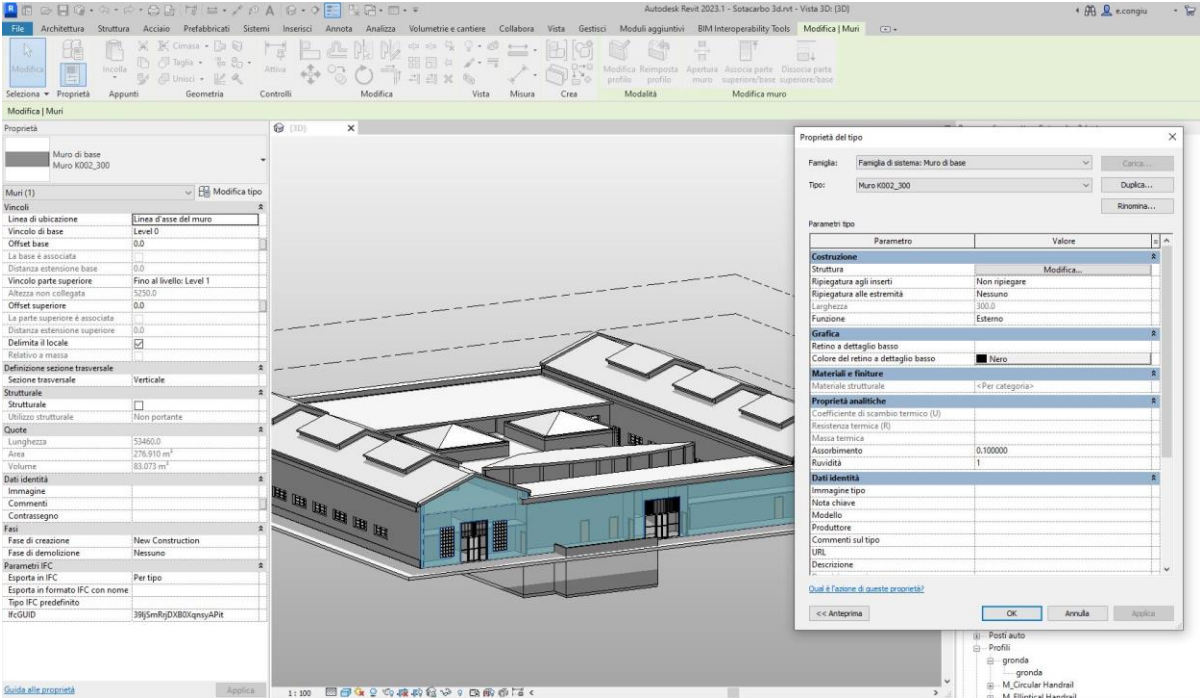 Autodesk Revit 2023.1 - Sotacarbo 3d.rvt - Vista 3D: {3D}
e.congiu
File Architettura Struttura Acciaio Prefabbricati Sistemi Inserisci Annota Analizza Volumetrie e cantiere Collabora Vista Gestisci Moduli aggiuntivi BIM Interoperability Tools Modifica | Muri
Modifica
Incolla
Cimasa
Taglia
Unisci
Attiva
Modifica profilo
Reimposta profilo
Apertura muro
Associa parte superiore/base
Dissocia parte superiore/base
Seleziona Proprietà Appunti Geometria Controlli Modifica Vista Misura Crea Modalità Modifica muro
Modifica | Muri
Proprietà
Muro di base
Muro K002_300
Muri (1) Modifica tipo
Vincoli
Linea di ubicazione Linea d'asse del muro
Vincolo di base Level 0
Offset base 0.0
La base è associata
Distanza estensione base 0.0
Vincolo parte superiore Fino al livello: Level 1
Altezza non collegata 5250.0
Offset superiore 0.0
La parte superiore è associata
Distanza estensione superiore 0.0
Delimita il locale
Relativo a massa
Definizione sezione trasversale
Sezione trasversale Verticale
Strutturale
Strutturale
Utilizzo strutturale Non portante
Quote
Lunghezza 53460.0
Area 276.910 m²
Volume 83.073 m³
Dati identità
Immagine
Commenti
Contrassegno
Fasi
Fase di creazione New Construction
Fase di demolizione Nessuno
Parametri IFC
Esporta in IFC Per tipo
Esporta in formato IFC con nome
Tipo IFC predefinito
IfcGUID 39IjSmRrjDXB0XqnsyAPit
Guida alle proprietà Applica
{3D}
1 : 100
Proprietà del tipo
Famiglia: Famiglia di sistema: Muro di base Carica...
Tipo: Muro K002_300 Duplica...
Rinomina...
Parametri tipo
Parametro Valore =
Costruzione
Struttura Modifica...
Ripiegatura agli inserti Non ripiegare
Ripiegatura alle estremità Nessuno
Larghezza 300.0
Funzione Esterno
Grafica
Retino a dettaglio basso
Colore del retino a dettaglio basso Nero
Materiali e finiture
Materiale strutturale <Per categoria>
Proprietà analitiche
Coefficiente di scambio termico (U)
Resistenza termica (R)
Massa termica
Assorbimento 0.100000
Ruvidità 1
Dati identità
Immagine tipo
Nota chiave
Modello
Produttore
Commenti sul tipo
URL
Descrizione
Qual è l'azione di queste proprietà?
<< Anteprima OK Annulla Applica
Posti auto
Profili
gronda
gronda
M_Circular Handrail
M_Elliptical Handrail